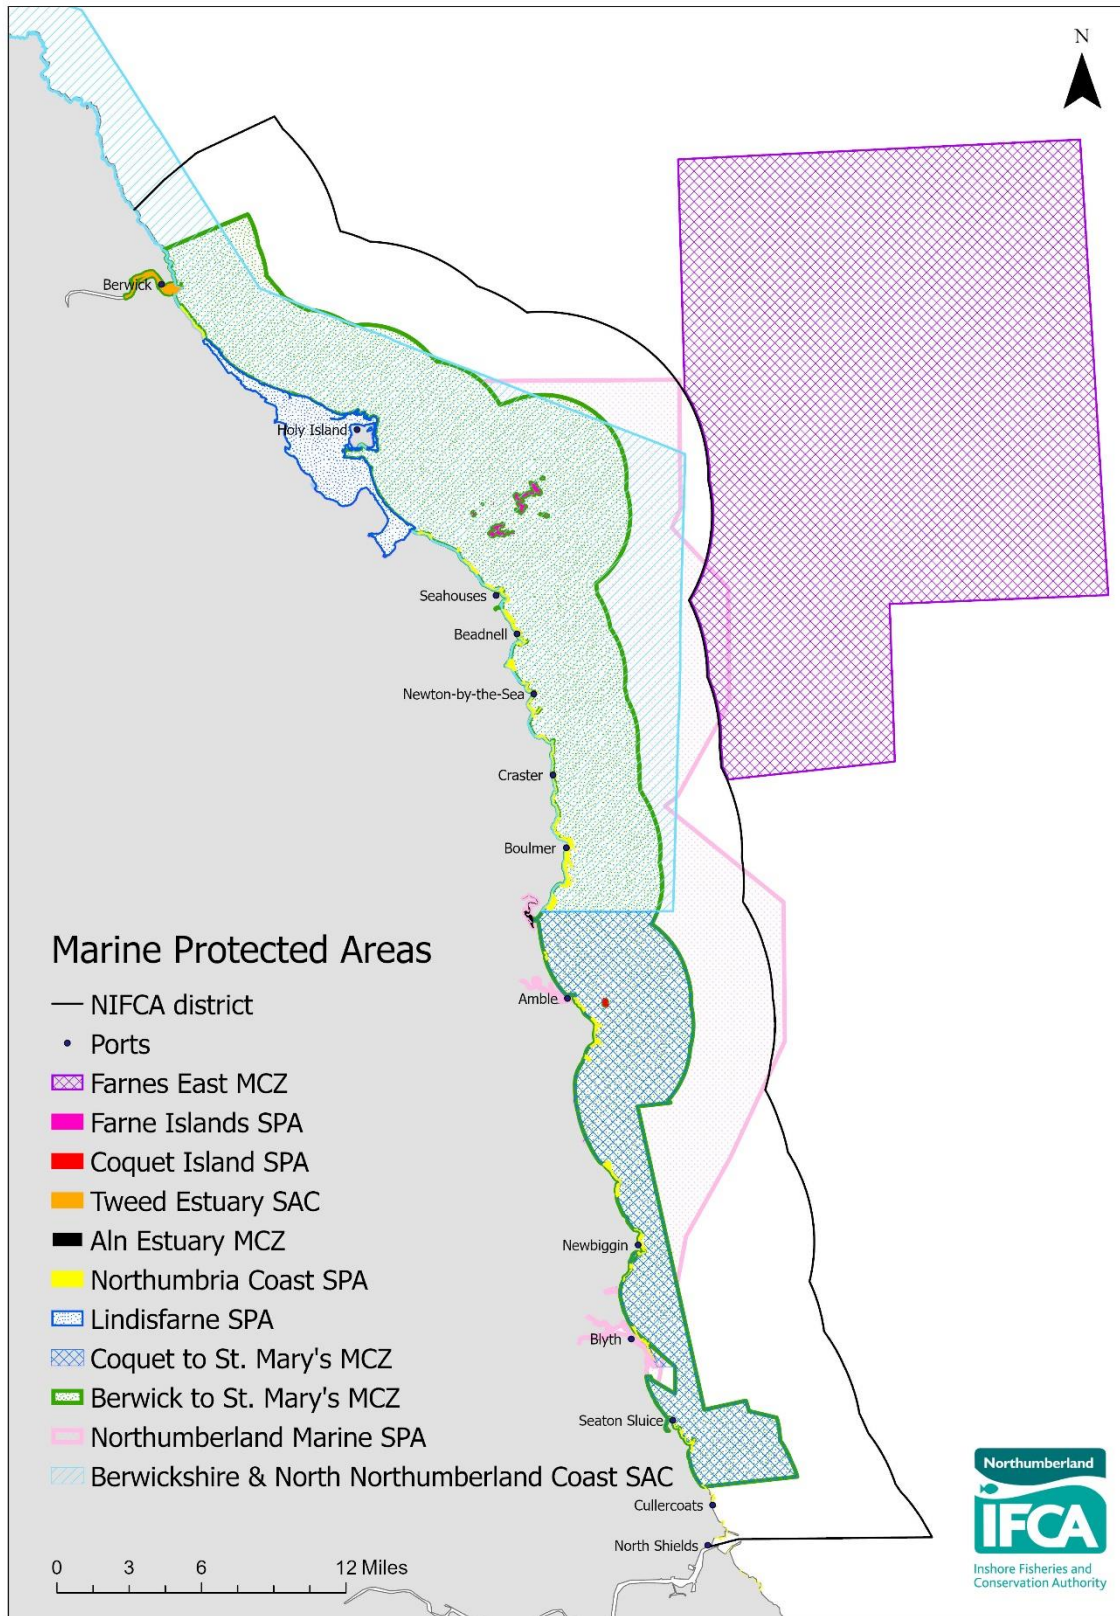 N
Berwick
Holy Island
Seahouses
Beadnell
Newton-by-the-Sea
Craster
Boulmer
Amble
Newbiggin
Blyth
Seaton Sluice
Cullercoats
North Shields
Marine Protected Areas
NIFCA district
Ports
Farnes East MCZ
Farne Islands SPA
Coquet Island SPA
Tweed Estuary SAC
Aln Estuary MCZ
Northumbria Coast SPA
Lindisfarne SPA
Coquet to St. Mary's MCZ
Berwick to St. Mary's MCZ
Northumberland Marine SPA
Berwickshire & North Northumberland Coast SAC
0 3 6 12 Miles
Northumberland
IFCA
Inshore Fisheries and
Conservation Authority